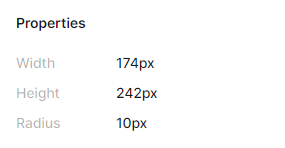 Properties
Width 174px
Height 242px
Radius 10px